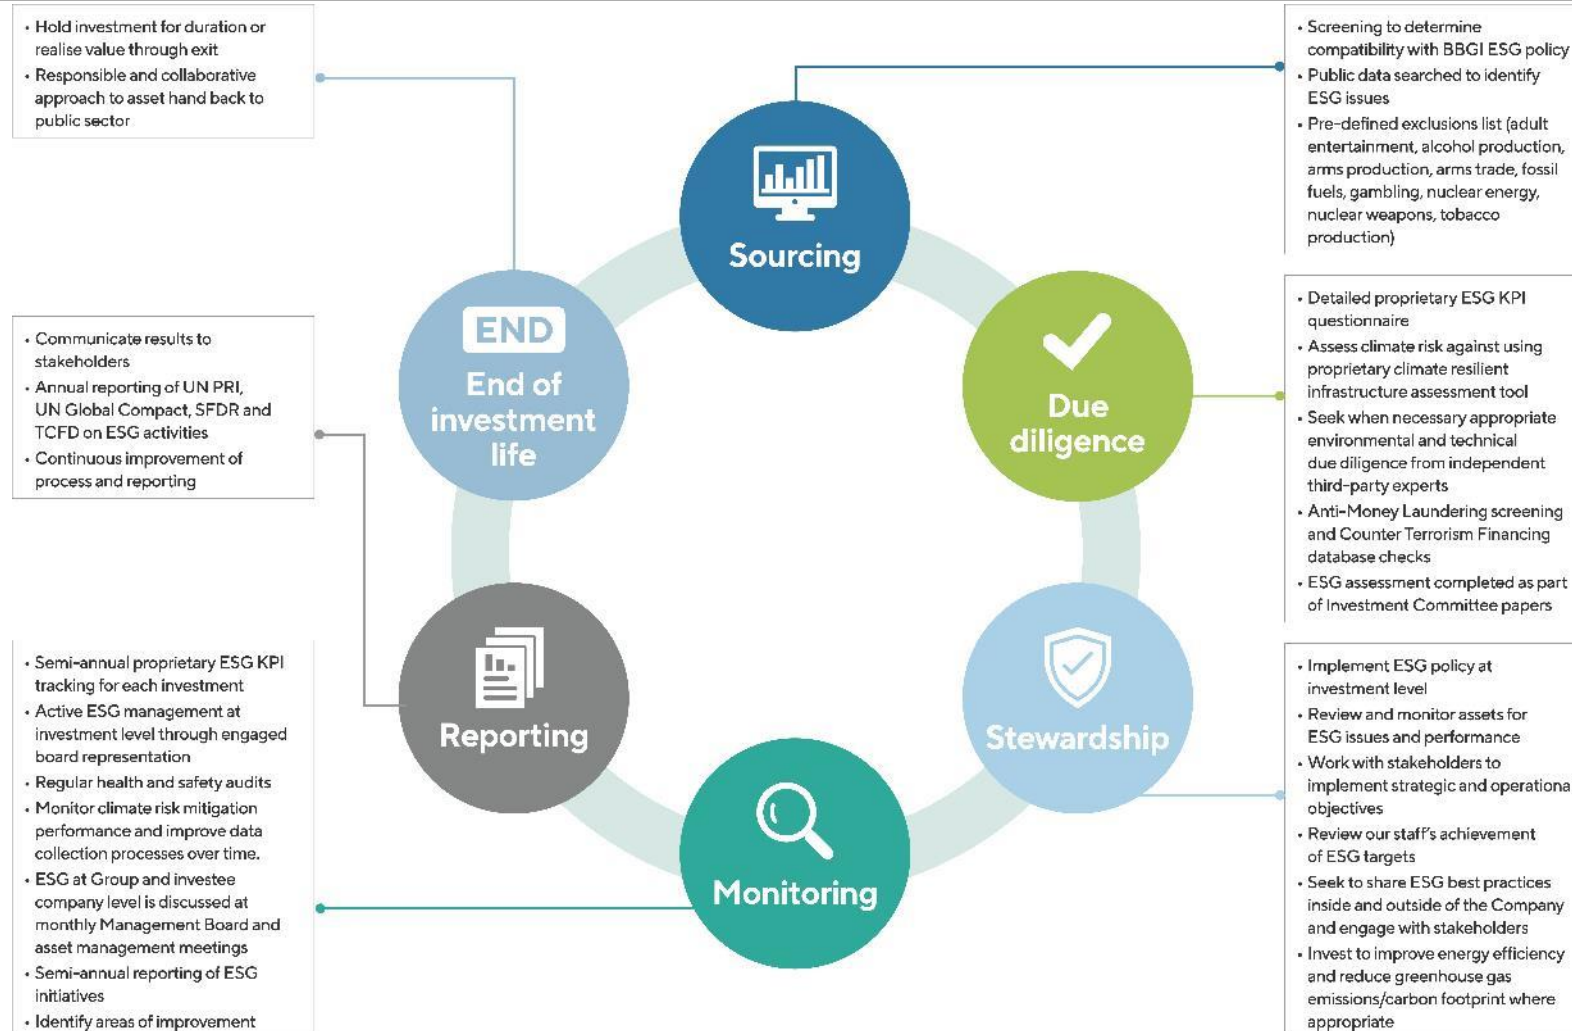 • Hold investment for duration or
realise value through exit
• Responsible and collaborative
approach to asset hand back to
public sector
• Communicate results to
stakeholders
• Annual reporting of UN PRI,
UN Global Compact, SFDR and
TCFD on ESG activities
• Continuous improvement of
process and reporting
• Semi-annual proprietary ESG KPI
tracking for each investment
• Active ESG management at
investment level through engaged
board representation
• Regular health and safety audits
• Monitor climate risk mitigation
performance and improve data
collection processes over time.
• ESG at Group and investee
company level is discussed at
monthly Management Board and
asset management meetings
• Semi-annual reporting of ESG
initiatives
• Identify areas of improvement
Sourcing
Due
diligence
Stewardship
Monitoring
Reporting
END
End of
investment
life
• Screening to determine
compatibility with BBGI ESG policy
• Public data searched to identify
ESG issues
• Pre-defined exclusions list (adult
entertainment, alcohol production,
arms production, arms trade, fossil
fuels, gambling, nuclear energy,
nuclear weapons, tobacco
production)
• Detailed proprietary ESG KPI
questionnaire
• Assess climate risk against using
proprietary climate resilient
infrastructure assessment tool
• Seek when necessary appropriate
environmental and technical
due diligence from independent
third-party experts
• Anti-Money Laundering screening
and Counter Terrorism Financing
database checks
• ESG assessment completed as part
of Investment Committee papers
• Implement ESG policy at
investment level
• Review and monitor assets for
ESG issues and performance
• Work with stakeholders to
implement strategic and operationa
objectives
• Review our staff's achievement
of ESG targets
• Seek to share ESG best practices
inside and outside of the Company
and engage with stakeholders
• Invest to improve energy efficiency
and reduce greenhouse gas
emissions/carbon footprint where
appropriate